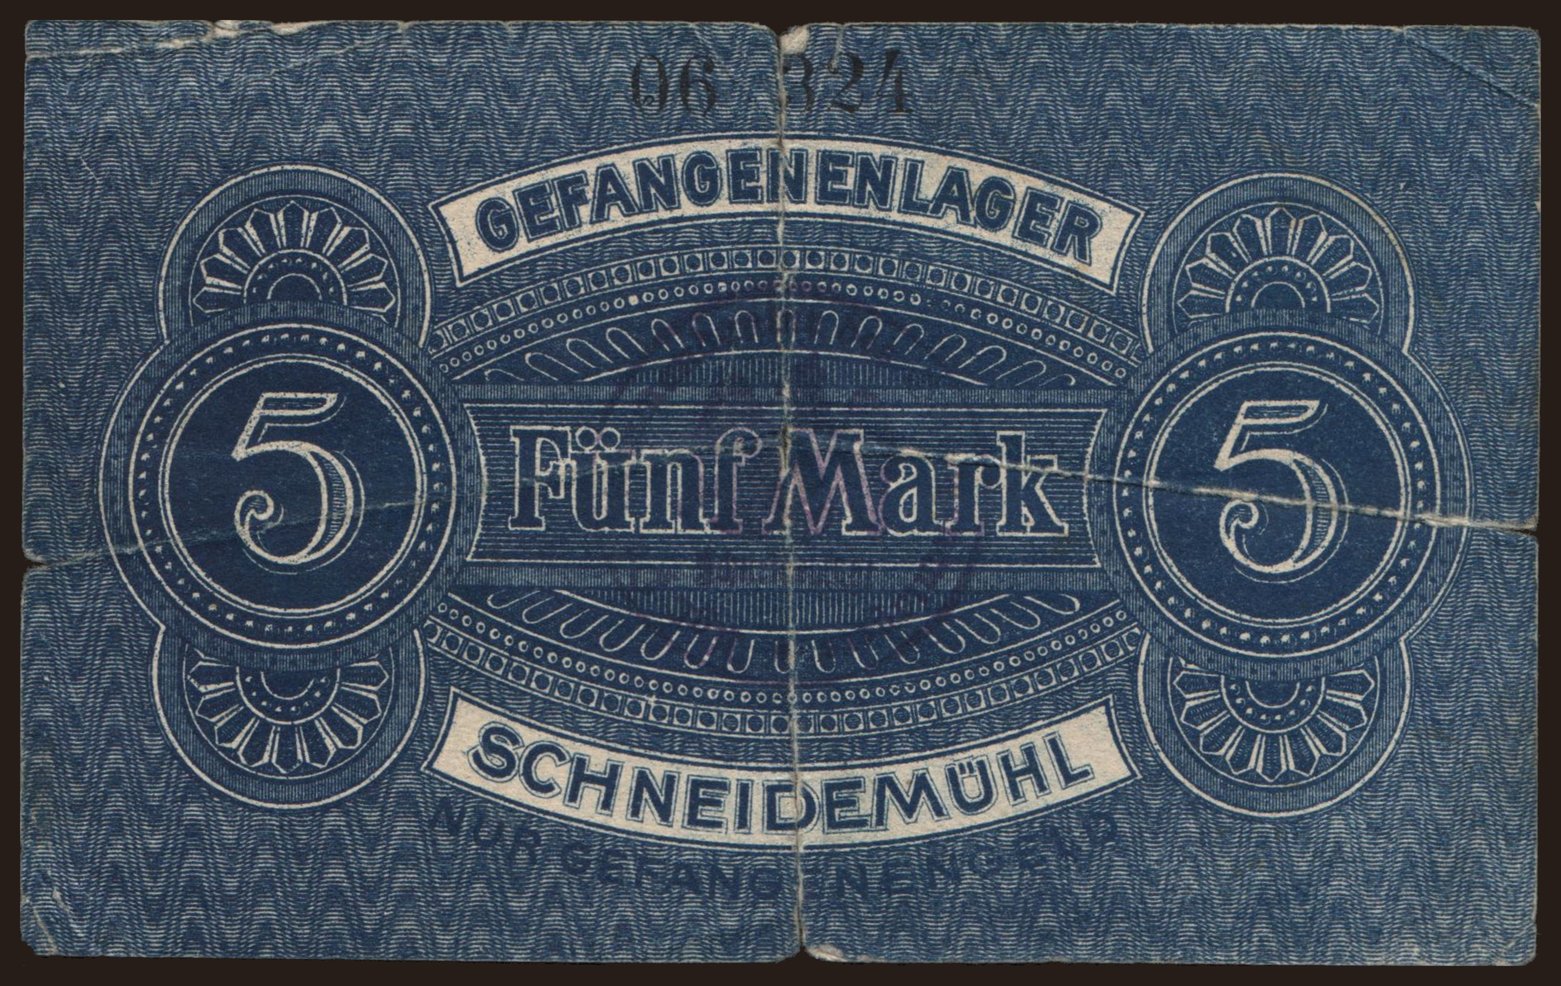 06 324
GEFANGENENLAGER
5 Fünf Mark 5
SCHNEIDEMÜHL
NUR GEFANGENENGELD